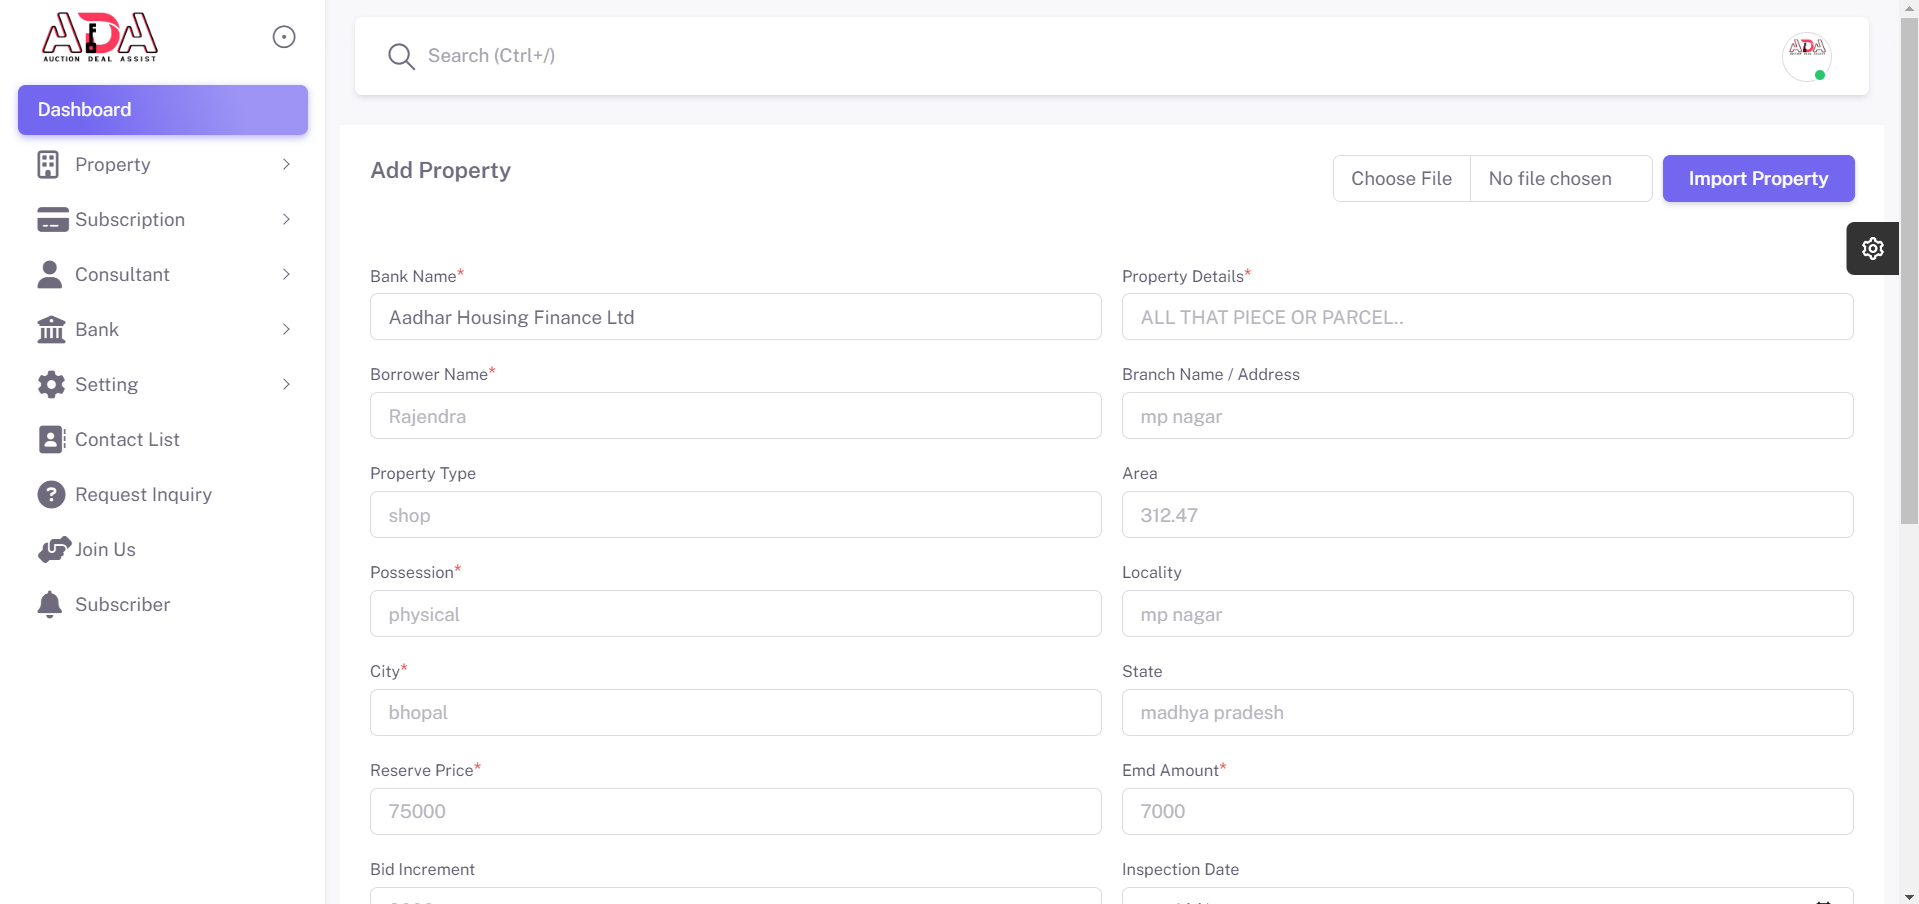 ADA
AUCTION DEAL ASSIST
Search (Ctrl+/)
ADA
Dashboard
Property
Subscription
Consultant
Bank
Setting
Contact List
Request Inquiry
Join Us
Subscriber
Add Property
Choose File No file chosen
Import Property
Bank Name*
Aadhar Housing Finance Ltd
Property Details*
ALL THAT PIECE OR PARCEL..
Borrower Name*
Rajendra
Branch Name / Address
mp nagar
Property Type
shop
Area
312.47
Possession*
physical
Locality
mp nagar
City*
bhopal
State
madhya pradesh
Reserve Price*
75000
Emd Amount*
7000
Bid Increment
Inspection Date